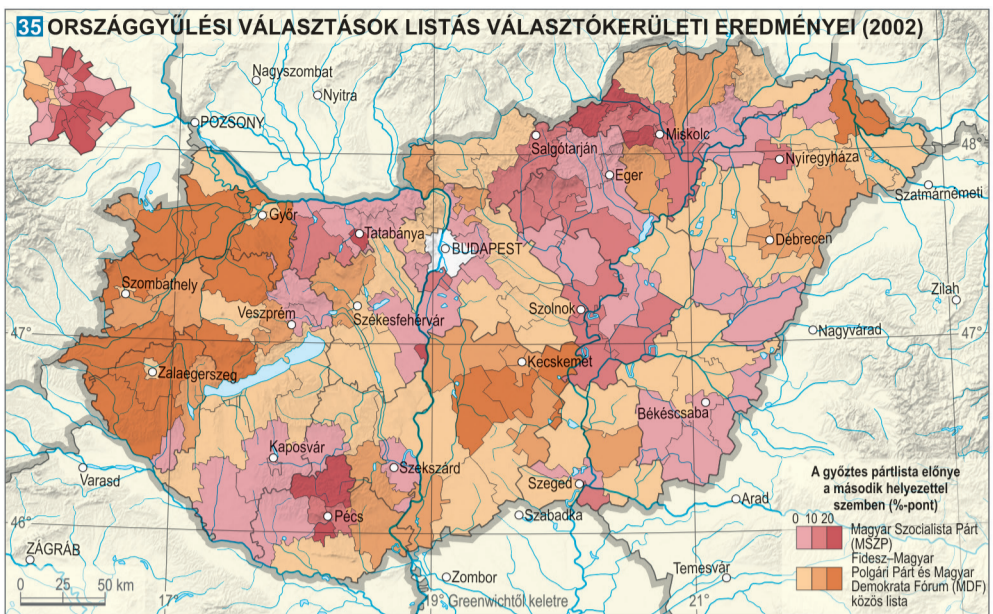 35 ORSZÁGGYŰLÉSI VÁLASZTÁSOK LISTÁS VÁLASZTÓKERÜLETI EREDMÉNYEI (2002)
Nagyszombat
Nyitra
POZSONY
Miskolc
Salgótarján
48°
Nyíregyháza
Eger
Szatmárnémeti
Győr
Tatabánya
Debrecen
BUDAPEST
Szombathely
Zilah
Veszprém
Székesfehérvár
Szolnok
47°
Nagyvárad
47°
Kecskemét
Zalaegerszeg
Békéscsaba
Kaposvár
Szekszárd
Varasd
Szeged
Arad
Pécs
Szabadka
46°
ZÁGRÁB
Temesvár
Zombor
0 25 50 km
17°
19° Greenwichtől keletre
21°
A győztes pártlista előnye
a második helyezettel
szemben (%-pont)
0 10 20
Magyar Szocialista Párt
(MSZP)
Fidesz–Magyar
Polgári Párt és Magyar
Demokrata Fórum (MDF)
közös lista